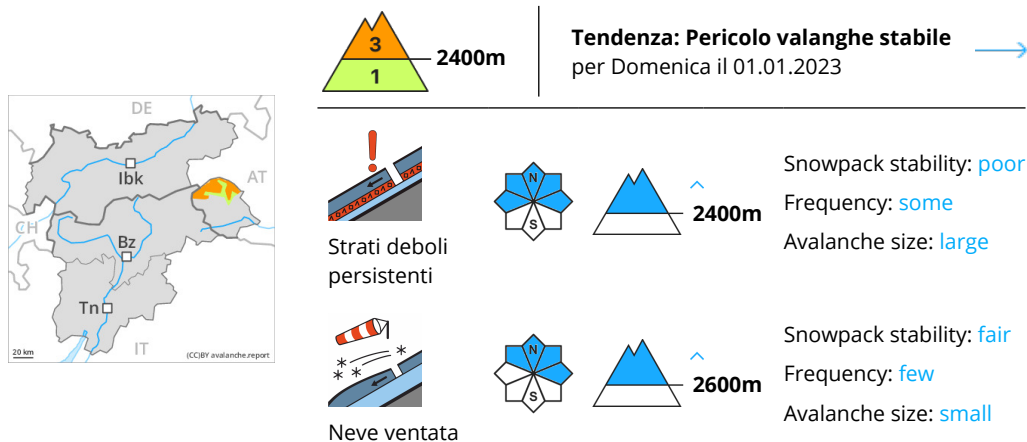 3
1
2400m
Tendenza: Pericolo valanghe stabile
per Domenica il 01.01.2023
DE
AT
Ibk
CH
Bz
Tn
IT
20 km
(CC)BY avalanche.report
Strati deboli
persistenti
N
S
2400m
Snowpack stability: poor
Frequency: some
Avalanche size: large
Neve ventata
N
S
2600m
Snowpack stability: fair
Frequency: few
Avalanche size: small